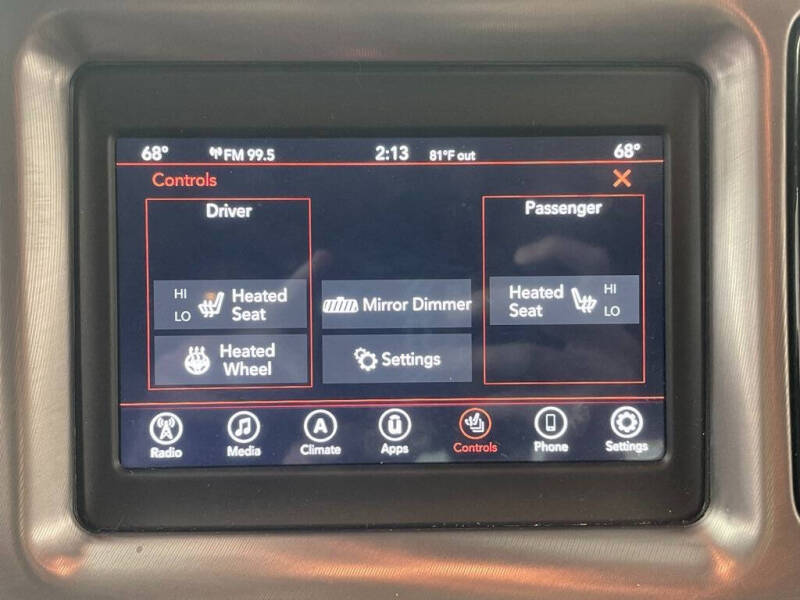 68° FM 99.5 2:13 81°F out 68°
Controls X
Driver
Passenger
HI
LO
Heated
Seat
Mirror Dimmer
Heated
Seat
HI
LO
Heated
Wheel
Settings
Radio Media Climate Apps Controls Phone Settings